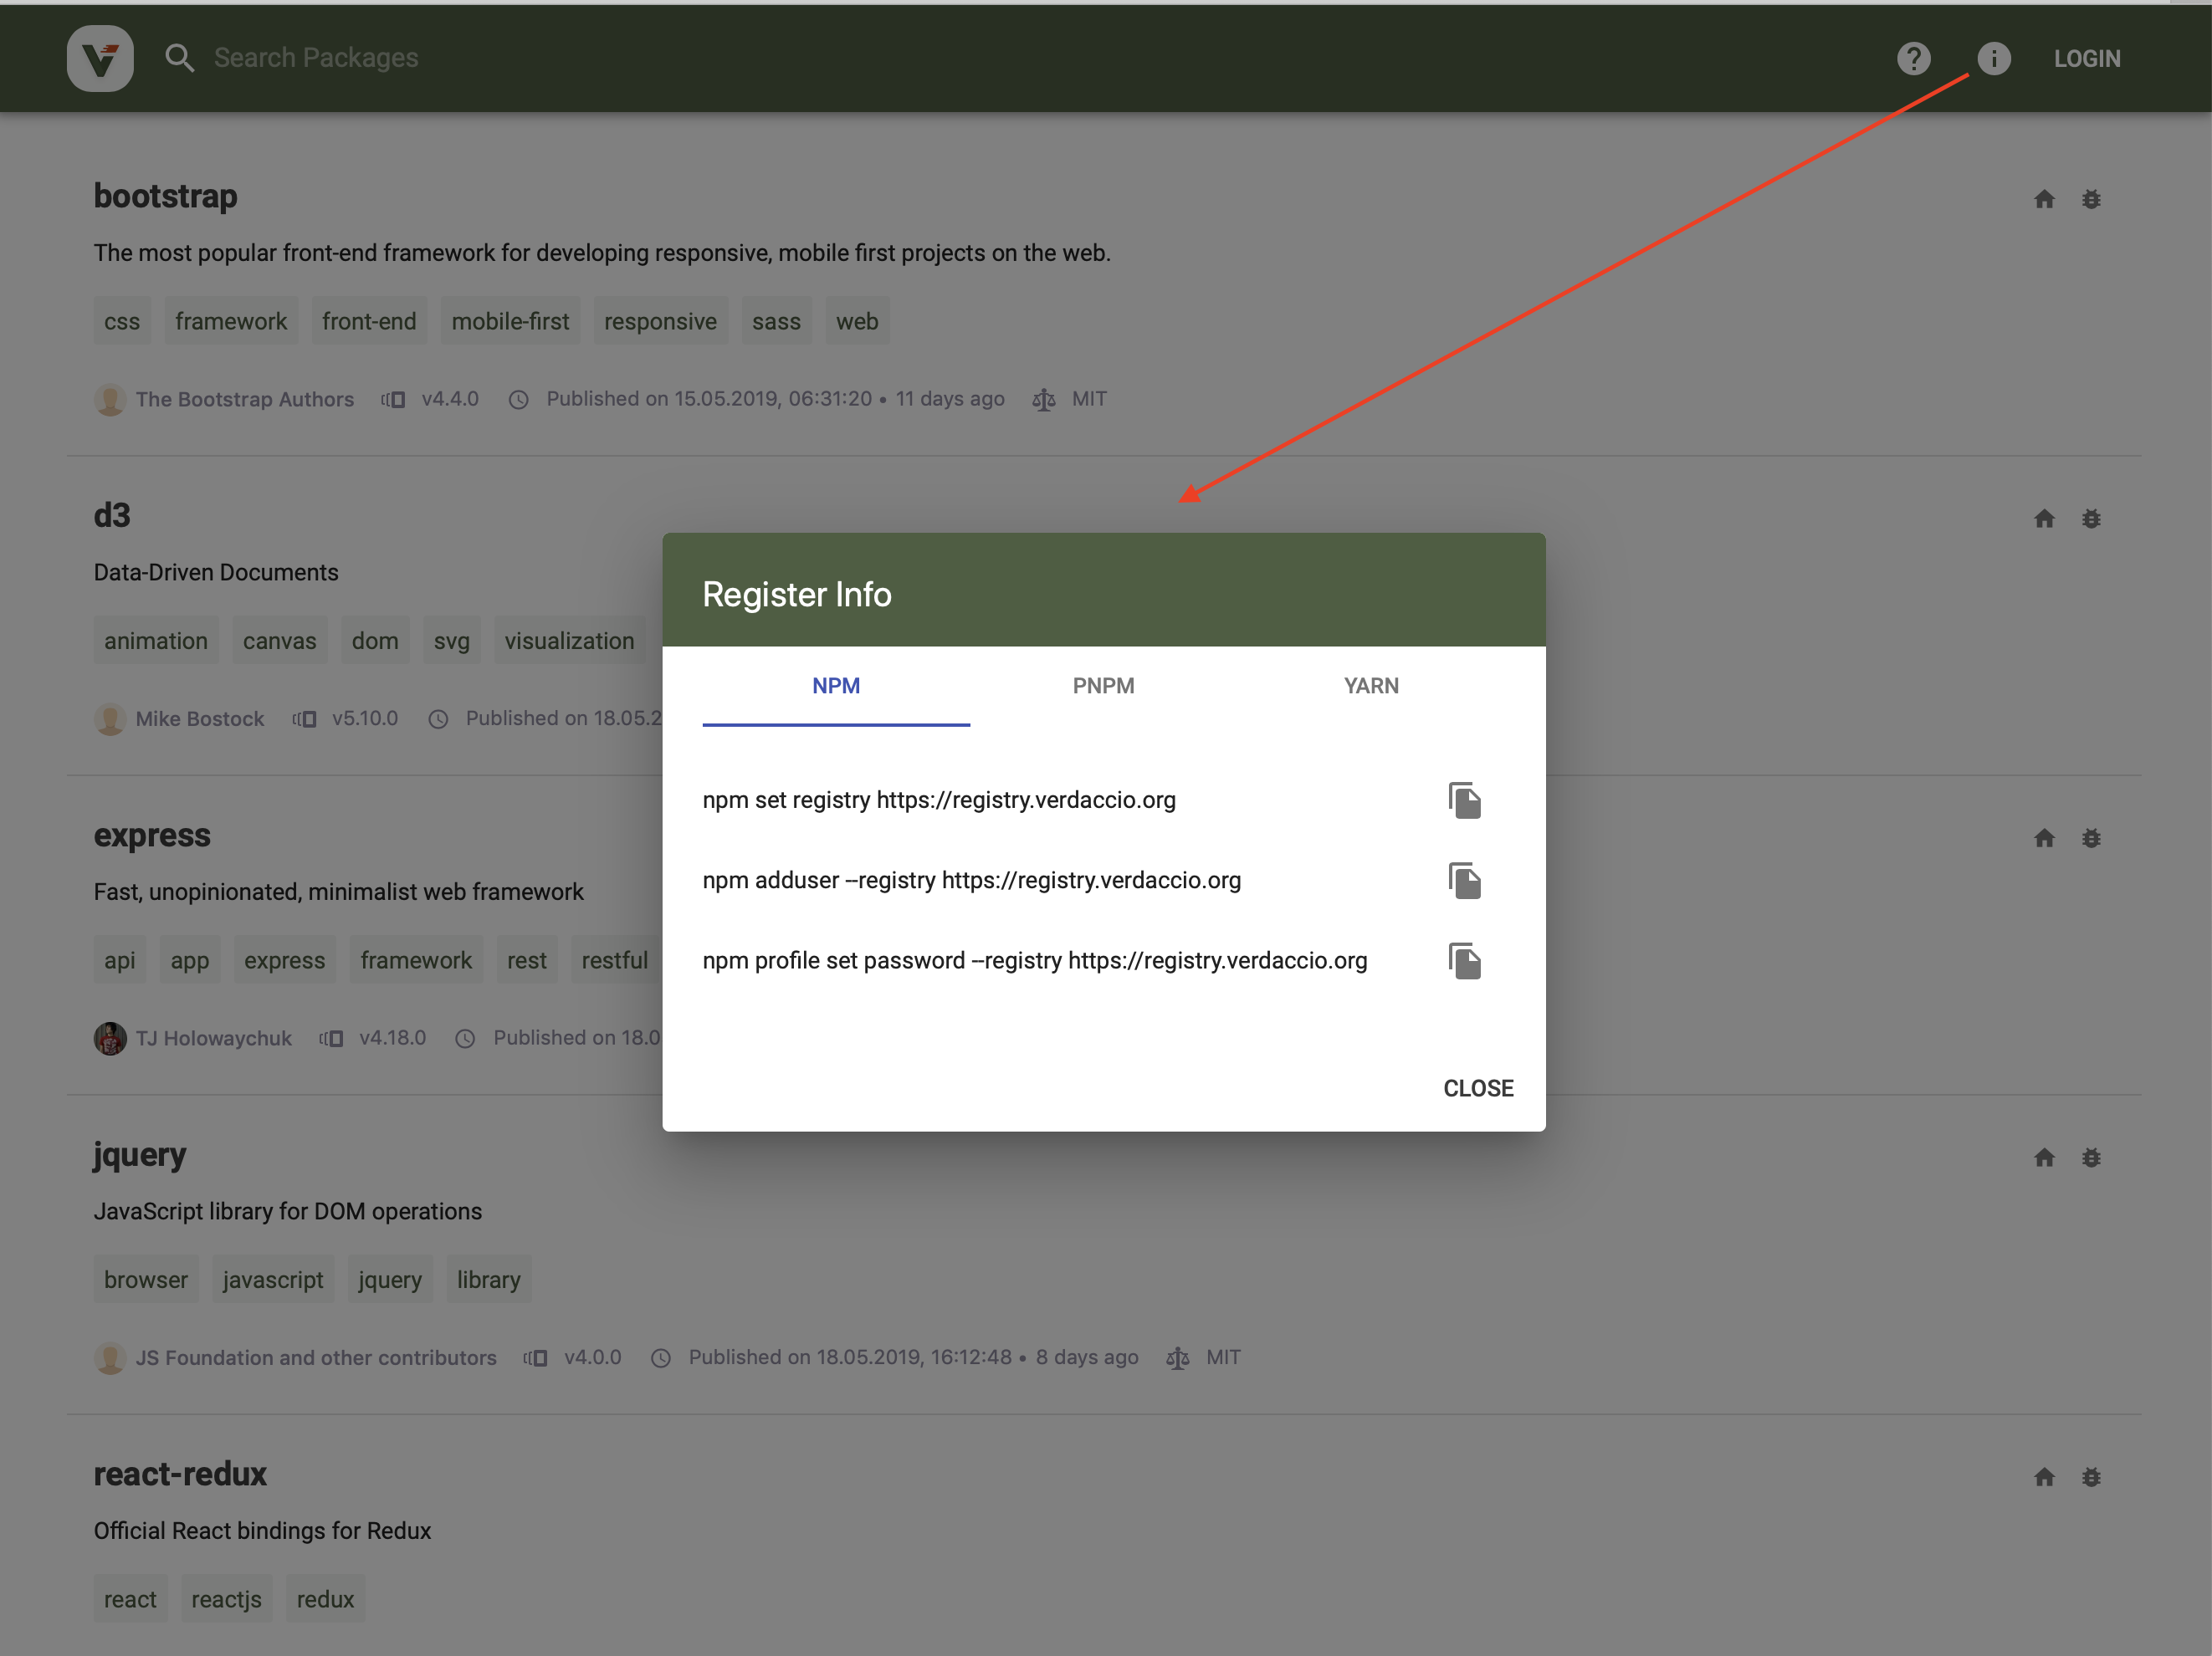 Search Packages
? i LOGIN
bootstrap
The most popular front-end framework for developing responsive, mobile first projects on the web.
css framework front-end mobile-first responsive sass web
The Bootstrap Authors v4.4.0 Published on 15.05.2019, 06:31:20 • 11 days ago MIT
d3
Data-Driven Documents
animation canvas dom svg visualization
Mike Bostock v5.10.0 Published on 18.05.2
express
Fast, unopinionated, minimalist web framework
api app express framework rest restful
TJ Holowaychuk v4.18.0 Published on 18.0
Register Info
NPM PNPM YARN
npm set registry https://registry.verdaccio.org
npm adduser --registry https://registry.verdaccio.org
npm profile set password --registry https://registry.verdaccio.org
CLOSE
jquery
JavaScript library for DOM operations
browser javascript jquery library
JS Foundation and other contributors v4.0.0 Published on 18.05.2019, 16:12:48 • 8 days ago MIT
react-redux
Official React bindings for Redux
react reactjs redux